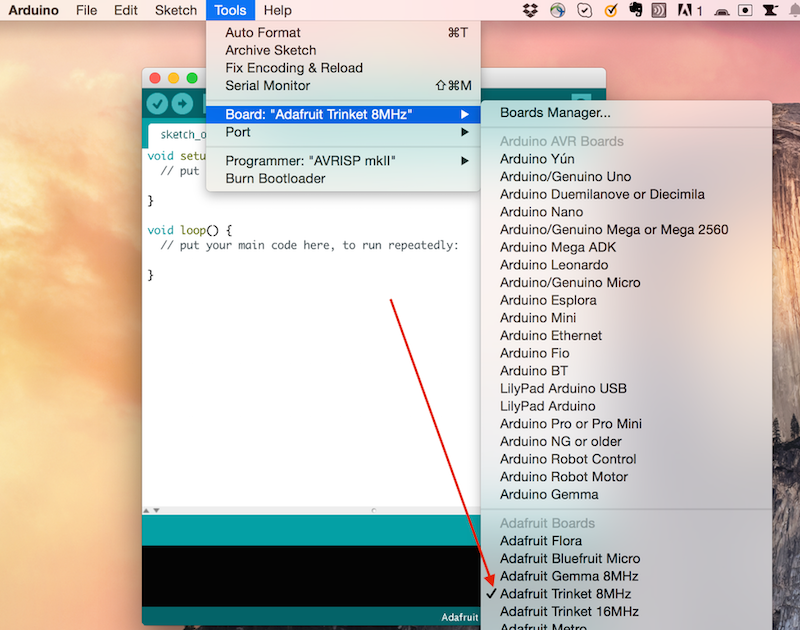 Arduino File Edit Sketch Tools Help 1
Auto Format ⌘T
Archive Sketch
Fix Encoding & Reload
Serial Monitor ⇧⌘M
Board: "Adafruit Trinket 8MHz"
Port
Programmer: "AVRISP mkII"
Burn Bootloader
Boards Manager...
Arduino AVR Boards
Arduino Yún
Arduino/Genuino Uno
Arduino Duemilanove or Diecimila
Arduino Nano
Arduino/Genuino Mega or Mega 2560
Arduino Mega ADK
Arduino Leonardo
Arduino/Genuino Micro
Arduino Esplora
Arduino Mini
Arduino Ethernet
Arduino Fio
Arduino BT
LilyPad Arduino USB
LilyPad Arduino
Arduino Pro or Pro Mini
Arduino NG or older
Arduino Robot Control
Arduino Robot Motor
Arduino Gemma
Adafruit Boards
Adafruit Flora
Adafruit Bluefruit Micro
Adafruit Gemma 8MHz
✓ Adafruit Trinket 8MHz
Adafruit Trinket 16MHz
Adafruit Metro
sketch_o
void setu
// put
}
void loop() {
// put your main code here, to run repeatedly:
}
Adafruit